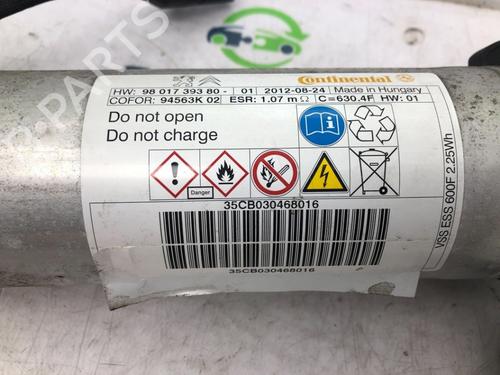 Continental
HW: 98 017 393 80- 01 2012-08-24 Made in Hungary
COFOR: 94563K 02 ESR: 1.07 mΩ C=630.4F HW: 01
Do not open
Do not charge
Danger
35CB030468016
35CB030468016
VSS ESS 600F 2.25Wh